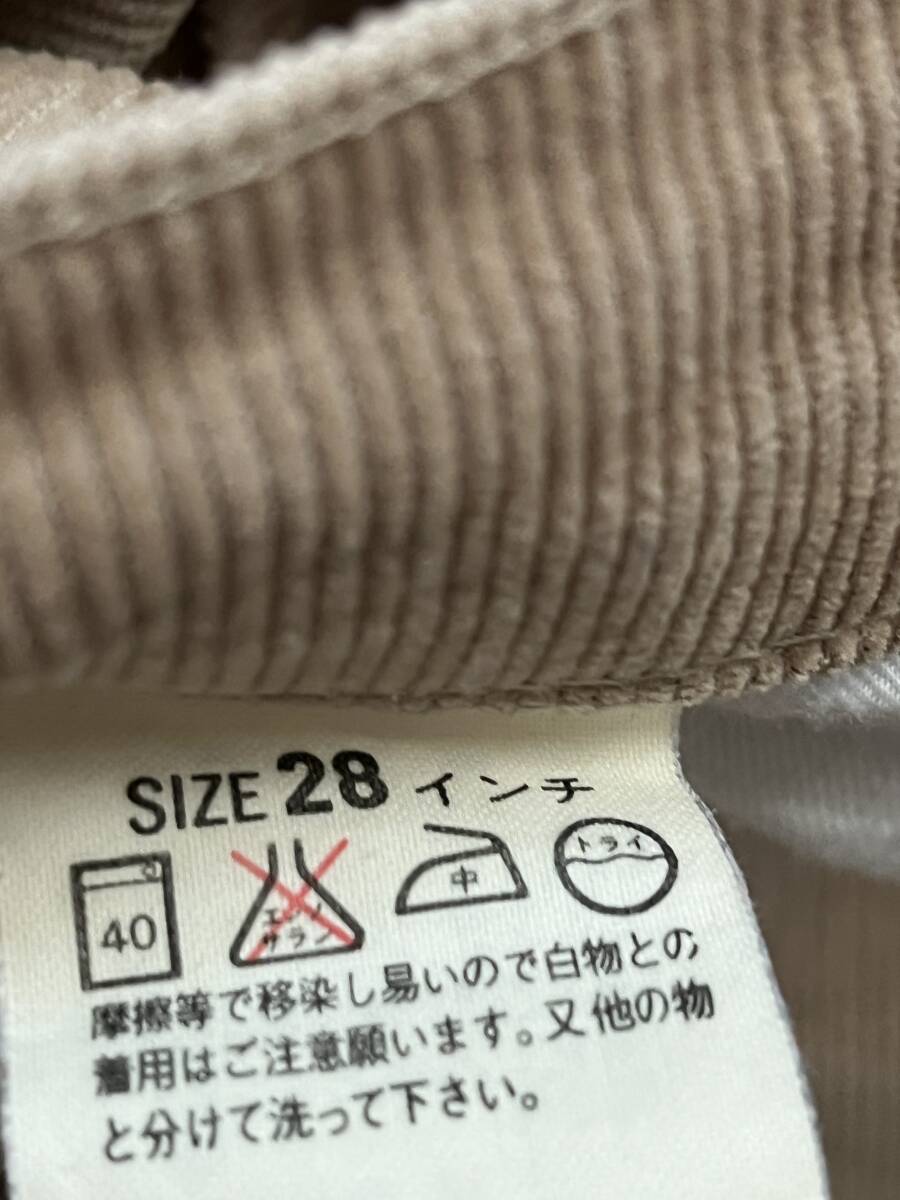 SIZE 28 インチ
40 エンソ サラシ 中 ドライ
摩擦等で移染し易いので白物との
着用はご注意願います。又他の物
と分けて洗って下さい。